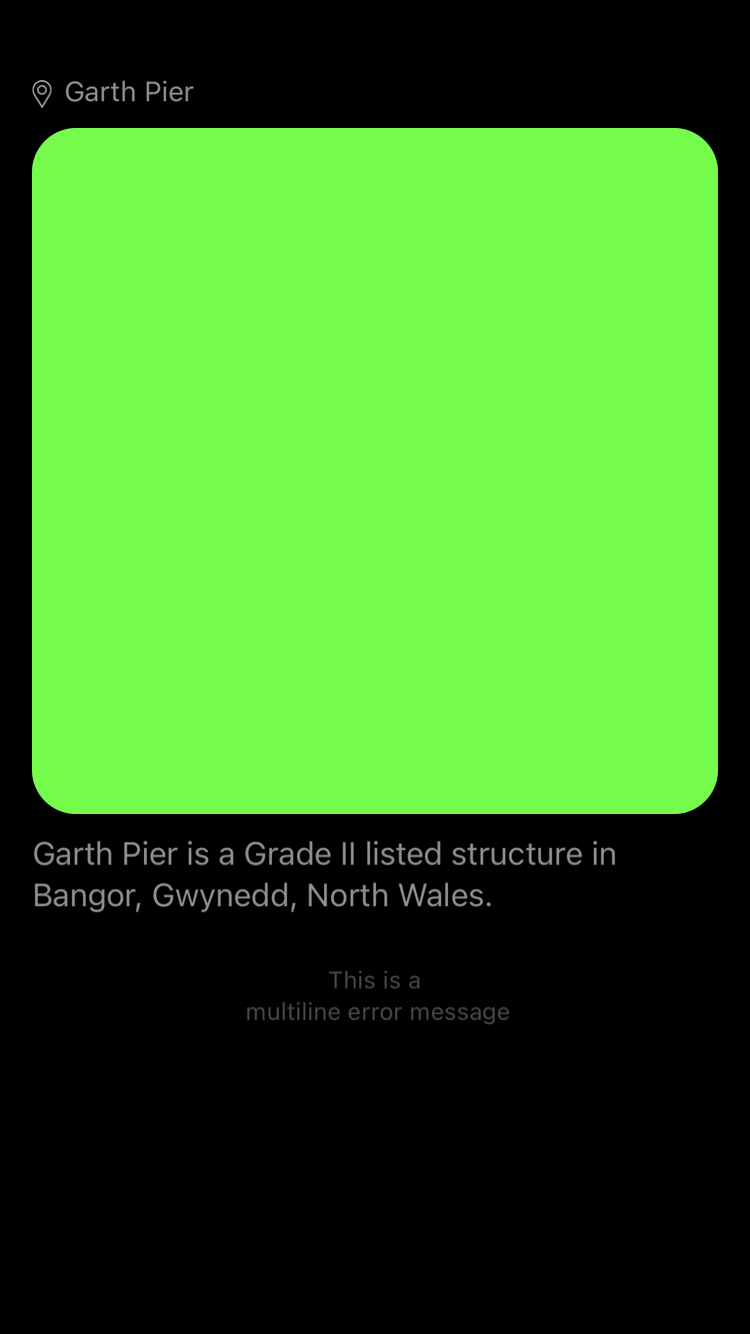 Garth Pier
Garth Pier is a Grade II listed structure in
Bangor, Gwynedd, North Wales.
This is a
multiline error message